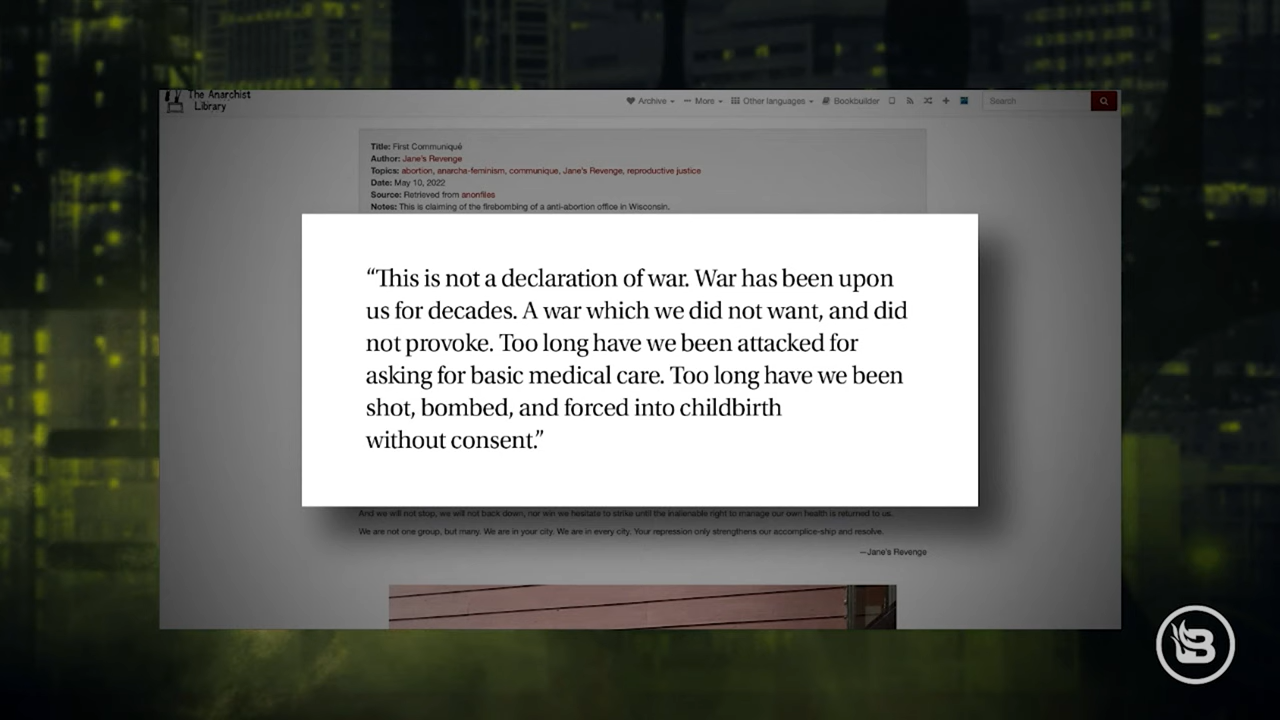 The Anarchist
Library
Archive
More
Other languages
Bookbuilder
Search
Title: First Communiqué
Author: Jane's Revenge
Topics: abortion, anarcha-feminism, communique, Jane's Revenge, reproductive justice
Date: May 10, 2022
Source: Retrieved from anonfiles
Notes: This is claiming of the firebombing of a anti-abortion office in Wisconsin.
“This is not a declaration of war. War has been upon
us for decades. A war which we did not want, and did
not provoke. Too long have we been attacked for
asking for basic medical care. Too long have we been
shot, bombed, and forced into childbirth
without consent.”
And we will not stop, we will not back down, nor will we hesitate to strike until the inalienable right to manage our own health is returned to us.
We are not one group, but many. We are in your city. We are in every city. Your repression only strengthens our accomplice-ship and resolve.
—Jane's Revenge
B